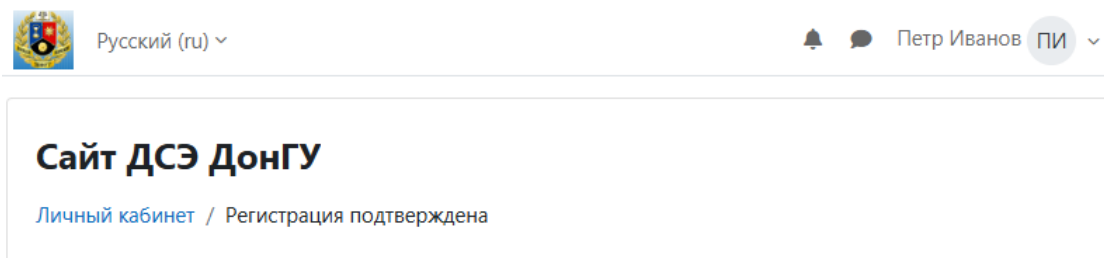 Русский (ru)
Петр Иванов ПИ
Сайт ДСЭ ДонГУ
Личный кабинет / Регистрация подтверждена